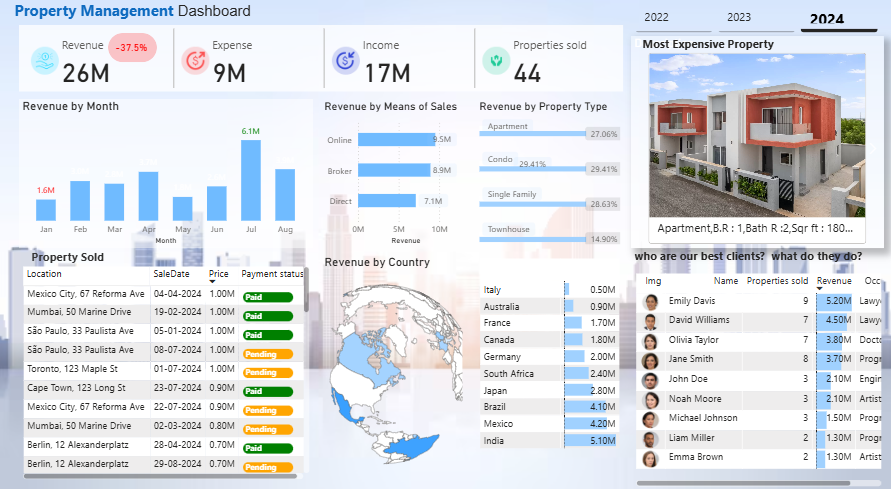 Property Management Dashboard
2022
2023
2024
Revenue
-37.5%
26M
Expense
9M
Income
17M
Properties sold
44
Most Expensive Property
Apartment,B.R : 1,Bath R :2,Sqr ft : 180...
Revenue by Month
1.6M
6.1M
Jan
Feb
Mar
Apr
May
Jun
Jul
Aug
Month
Revenue by Means of Sales
Online
9.5M
Broker
8.9M
Direct
7.1M
0M
5M
10M
Revenue
Revenue by Property Type
Apartment
27.06%
Condo
29.41%
29.41%
Single Family
28.63%
Townhouse
14.90%
Property Sold
Location SaleDate Price Payment status
Mexico City, 67 Reforma Ave 04-04-2024 1.00M Paid
Mumbai, 50 Marine Drive 19-02-2024 1.00M Paid
São Paulo, 33 Paulista Ave 05-01-2024 1.00M Paid
São Paulo, 33 Paulista Ave 08-07-2024 1.00M Pending
Toronto, 123 Maple St 01-07-2024 1.00M Pending
Cape Town, 123 Long St 23-07-2024 0.90M Paid
Mexico City, 67 Reforma Ave 22-07-2024 0.90M Pending
Mumbai, 50 Marine Drive 02-03-2024 0.80M Pending
Berlin, 12 Alexanderplatz 28-04-2024 0.70M Paid
Berlin, 12 Alexanderplatz 29-08-2024 0.70M Pending
Revenue by Country
Italy 0.50M
Australia 0.90M
France 1.70M
Canada 1.80M
Germany 2.00M
South Africa 2.40M
Japan 2.80M
Brazil 4.10M
Mexico 4.20M
India 5.10M
who are our best clients? what do they do?
Img Name Properties sold Revenue Occ
Emily Davis 9 5.20M Lawy
David Williams 7 4.50M Lawy
Olivia Taylor 7 3.80M Docto
Jane Smith 8 3.70M Progr
John Doe 3 2.10M Engin
Noah Moore 3 2.10M Artist
Michael Johnson 3 1.50M Progr
Liam Miller 2 1.30M Progr
Emma Brown 2 1.30M Artist